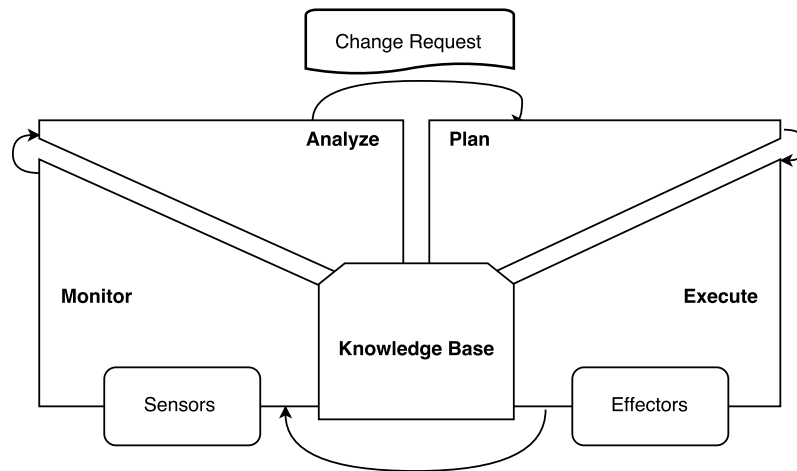 Change Request
Analyze
Plan
Monitor
Execute
Knowledge Base
Sensors
Effectors